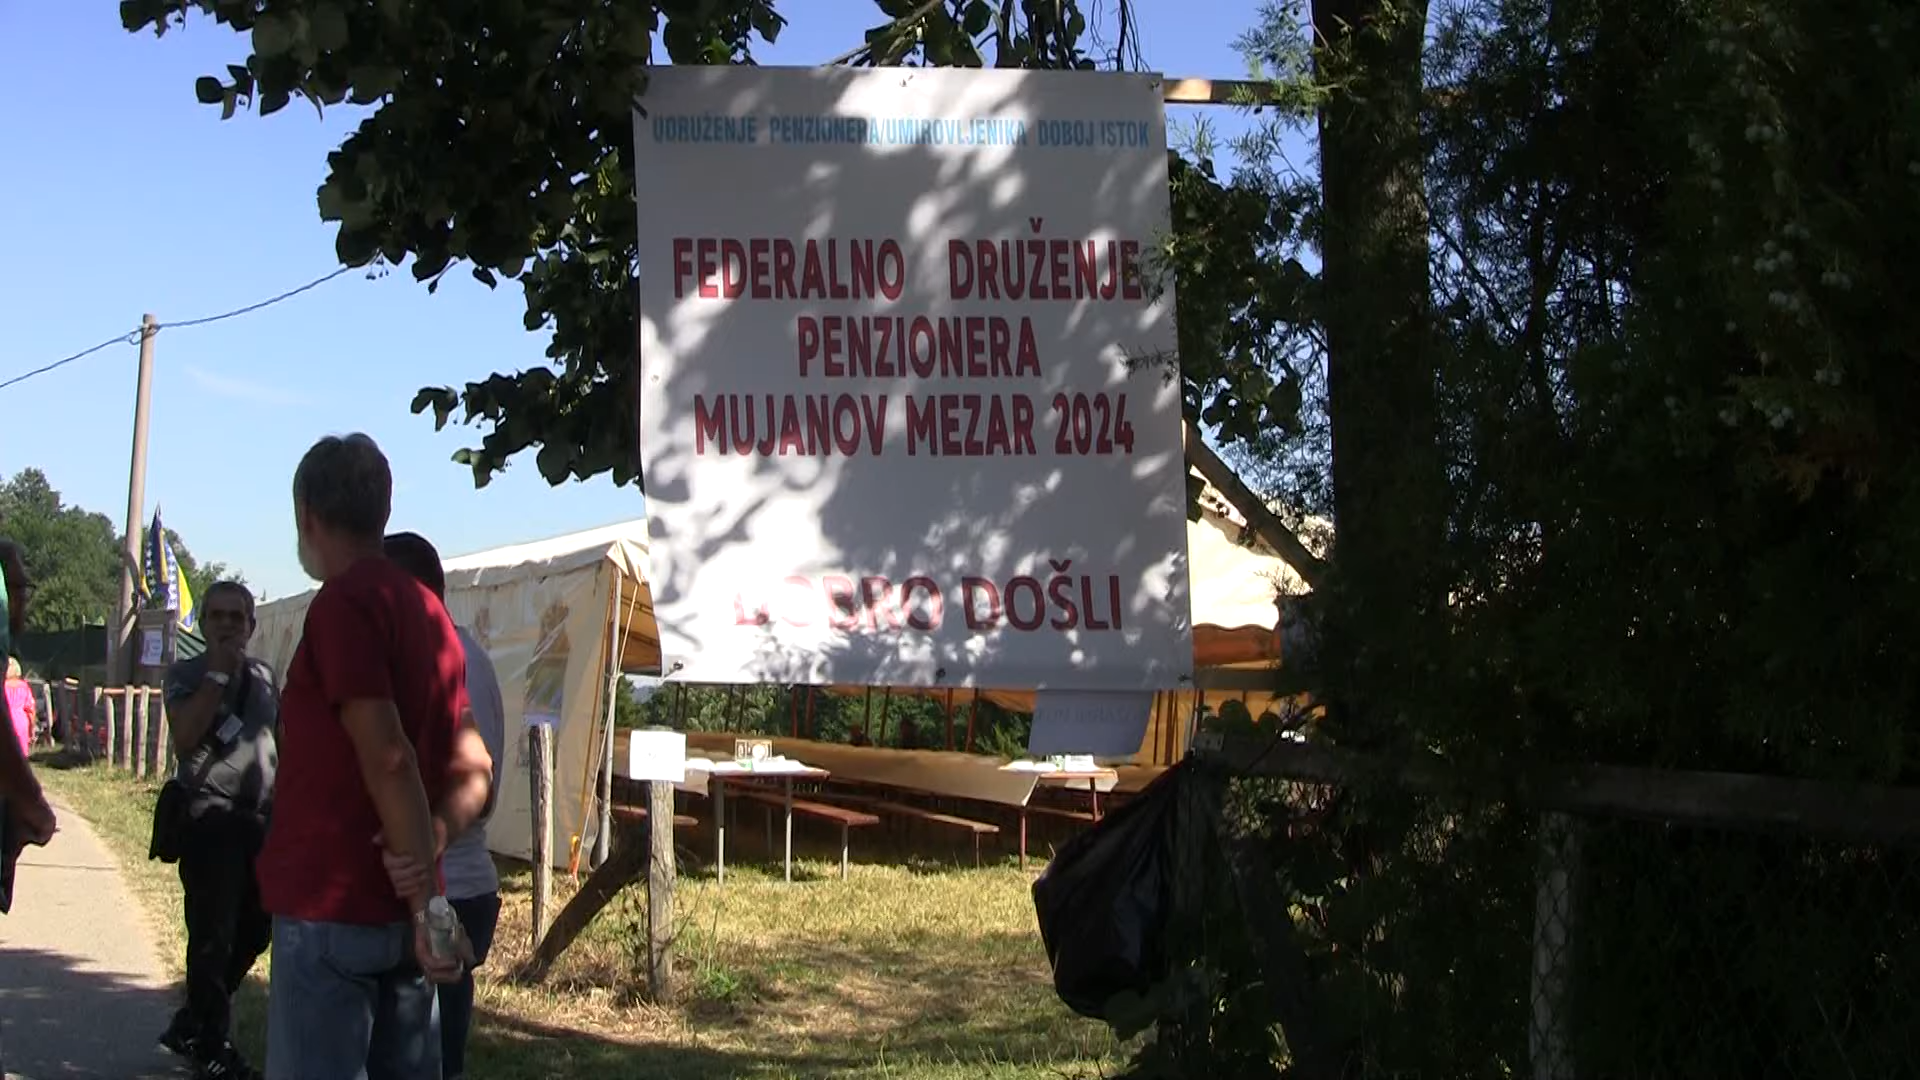 UDRUŽENJE PENZIONERA/UMIROVLJENIKA DOBOJ ISTOK
FEDERALNO DRUŽENJE
PENZIONERA
MUJANOV MEZAR 2024
DOBRO DOŠLI